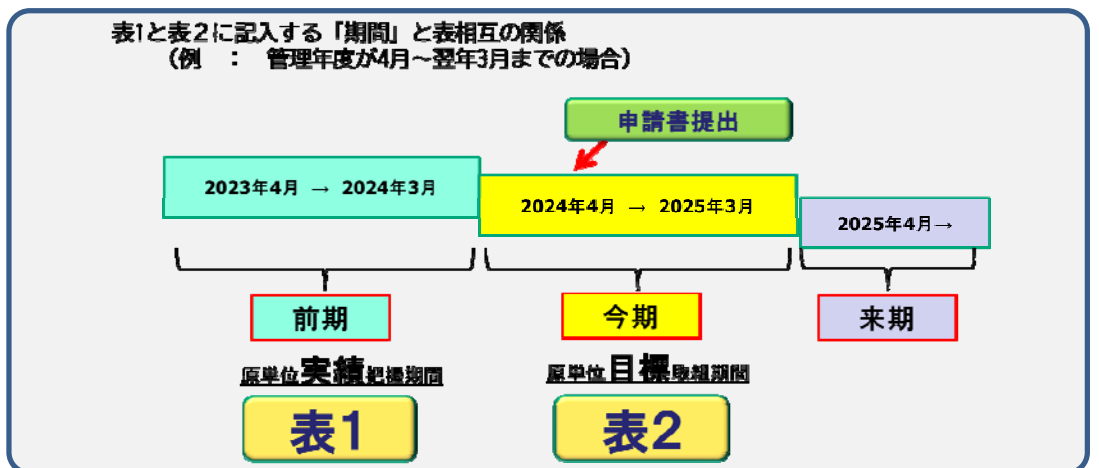 表1と表2に記入する「期間」と表相互の関係
（例　：　管理年度が4月～翌年3月までの場合）
申請書提出
2023年4月 → 2024年3月
2024年4月 → 2025年3月
2025年4月→
前期
今期
来期
原単位実績把握期間
原単位目標取組期間
表1
表2